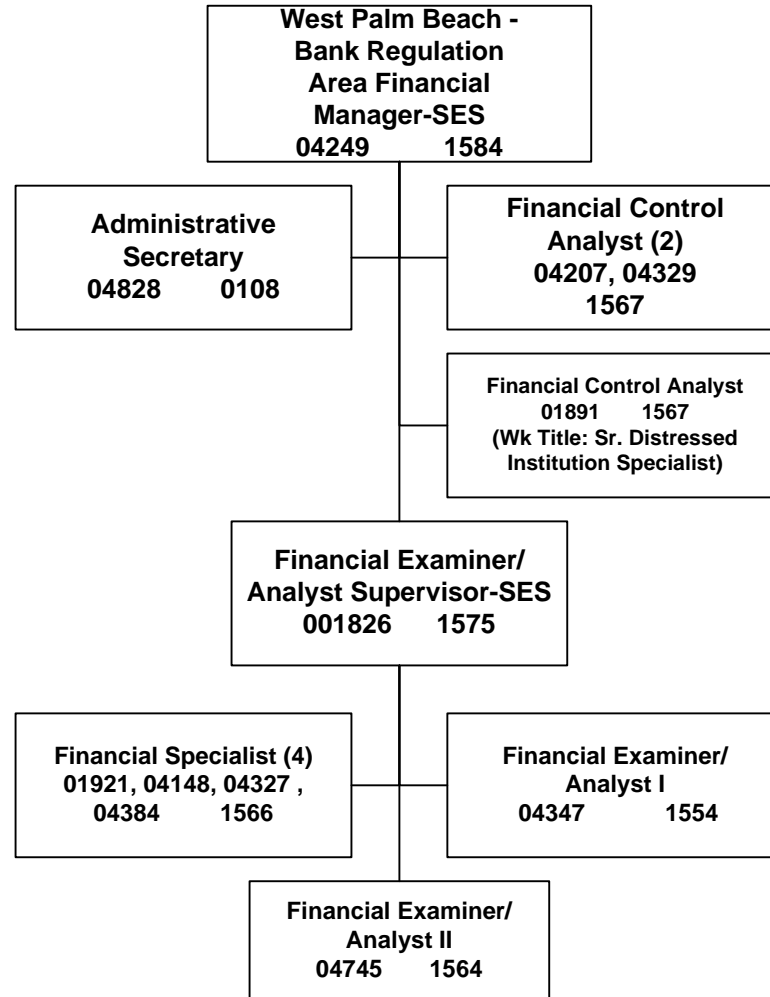 West Palm Beach -
Bank Regulation
Area Financial
Manager-SES
04249 1584
Administrative
Secretary
04828 0108
Financial Control
Analyst (2)
04207, 04329
1567
Financial Control Analyst
01891 1567
(Wk Title: Sr. Distressed
Institution Specialist)
Financial Examiner/
Analyst Supervisor-SES
001826 1575
Financial Specialist (4)
01921, 04148, 04327 ,
04384 1566
Financial Examiner/
Analyst I
04347 1554
Financial Examiner/
Analyst II
04745 1564